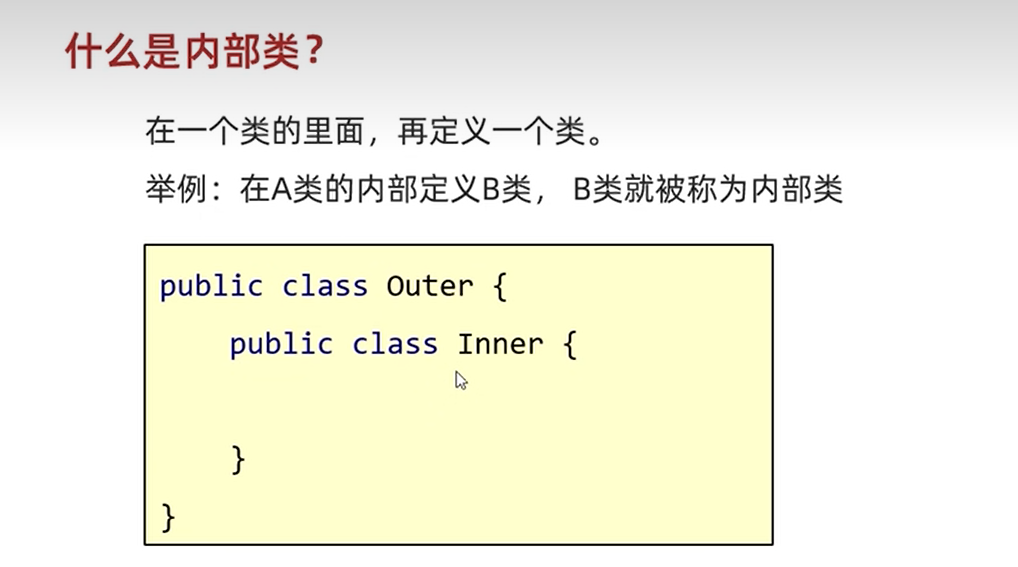 什么是内部类？
在一个类的里面，再定义一个类。
举例：在A类的内部定义B类， B类就被称为内部类
public class Outer {
    public class Inner {
    }
}